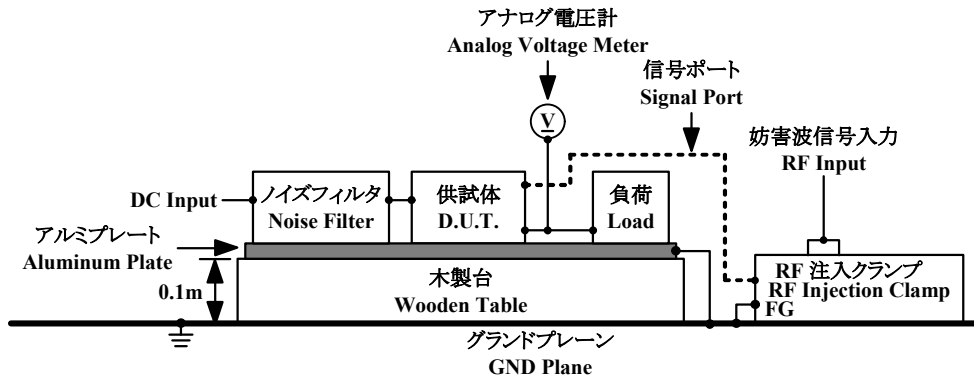 アナログ電圧計
Analog Voltage Meter
信号ポート
Signal Port
V
妨害波信号入力
RF Input
DC Input
ノイズフィルタ
Noise Filter
供試体
D.U.T.
負荷
Load
アルミプレート
Aluminum Plate
0.1m
木製台
Wooden Table
RF 注入クランプ
RF Injection Clamp
FG
グランドプレーン
GND Plane